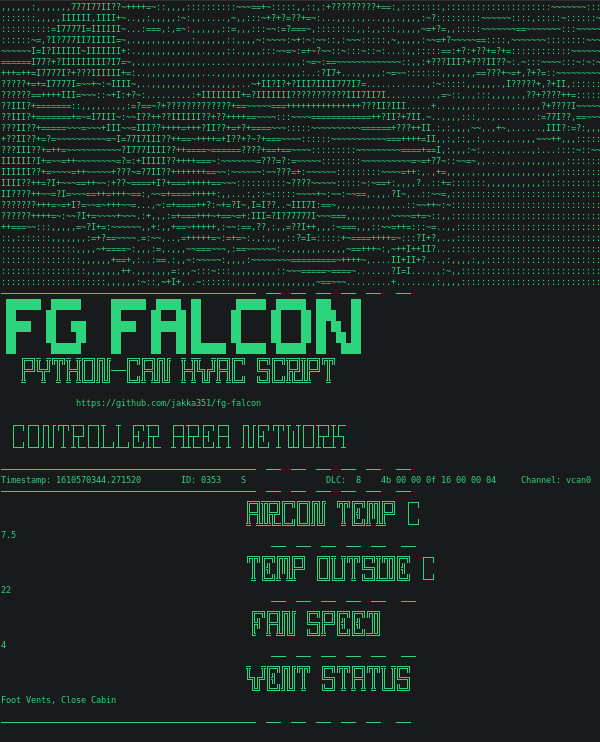 FG FALCON
PYTHON-CAN HVAC SCRIPT
https://github.com/jakka351/fg-falcon
CONTROLLER AREA NETWORK
Timestamp: 1610570344.271520 ID: 0353 S DLC: 8 4b 00 00 0f 16 00 00 04 Channel: vcan0
AIRCON TEMP C
7.5
TEMP OUTSIDE C
22
FAN SPEED
4
VENT STATUS
Foot Vents, Close Cabin